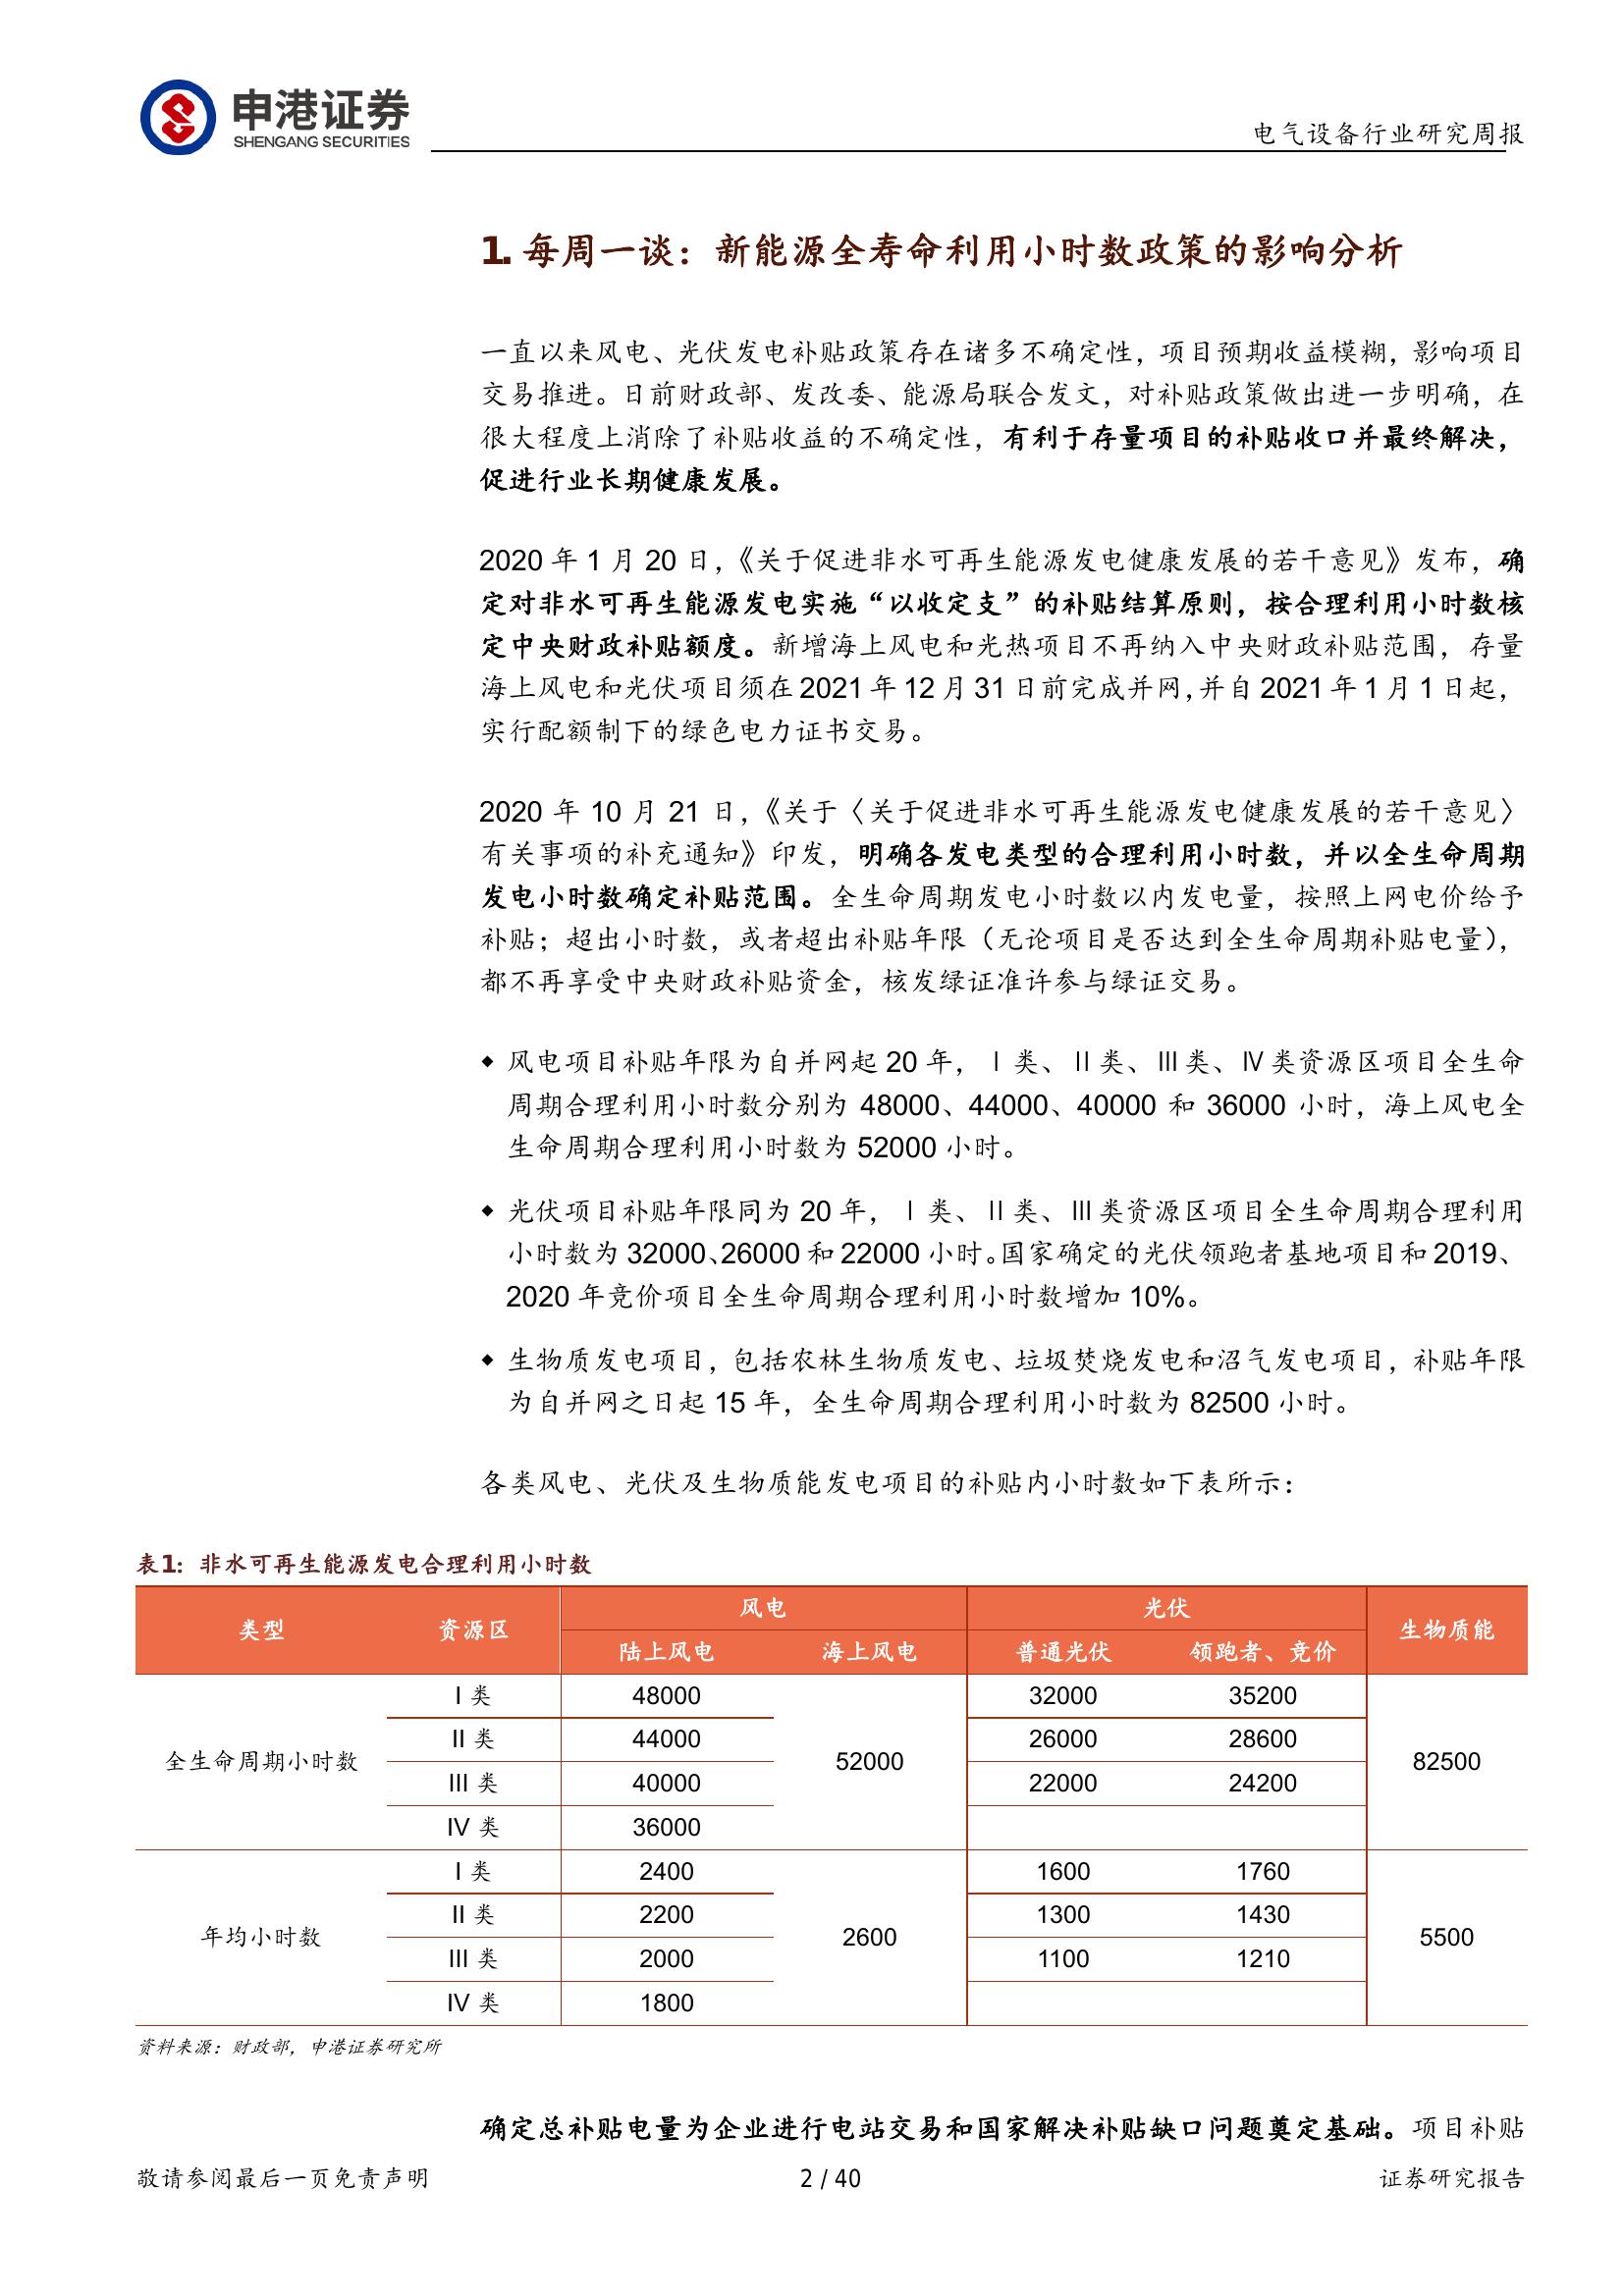 申港证券
SHENGANG SECURITIES
电气设备行业研究周报
1. 每周一谈：新能源全寿命利用小时数政策的影响分析
一直以来风电、光伏发电补贴政策存在诸多不确定性，项目预期收益模糊，影响项目
交易推进。日前财政部、发改委、能源局联合发文，对补贴政策做出进一步明确，在
很大程度上消除了补贴收益的不确定性，有利于存量项目的补贴收口并最终解决，
促进行业长期健康发展。
2020 年 1 月 20 日，《关于促进非水可再生能源发电健康发展的若干意见》发布，确
定对非水可再生能源发电实施“以收定支”的补贴结算原则，按合理利用小时数核
定中央财政补贴额度。新增海上风电和光热项目不再纳入中央财政补贴范围，存量
海上风电和光伏项目须在 2021 年 12 月 31 日前完成并网，并自 2021 年 1 月 1 日起，
实行配额制下的绿色电力证书交易。
2020 年 10 月 21 日，《关于〈关于促进非水可再生能源发电健康发展的若干意见〉
有关事项的补充通知》印发，明确各发电类型的合理利用小时数，并以全生命周期
发电小时数确定补贴范围。全生命周期发电小时数以内发电量，按照上网电价给予
补贴；超出小时数，或者超出补贴年限（无论项目是否达到全生命周期补贴电量），
都不再享受中央财政补贴资金，核发绿证准许参与绿证交易。
◆ 风电项目补贴年限为自并网起 20 年，Ⅰ类、Ⅱ类、Ⅲ类、Ⅳ类资源区项目全生命
周期合理利用小时数分别为 48000、44000、40000 和 36000 小时，海上风电全
生命周期合理利用小时数为 52000 小时。
◆ 光伏项目补贴年限同为 20 年，Ⅰ类、Ⅱ类、Ⅲ类资源区项目全生命周期合理利用
小时数为 32000、26000 和 22000 小时。国家确定的光伏领跑者基地项目和 2019、
2020 年竞价项目全生命周期合理利用小时数增加 10%。
◆ 生物质发电项目，包括农林生物质发电、垃圾焚烧发电和沼气发电项目，补贴年限
为自并网之日起 15 年，全生命周期合理利用小时数为 82500 小时。
各类风电、光伏及生物质能发电项目的补贴内小时数如下表所示：
表1：非水可再生能源发电合理利用小时数
类型 资源区 风电 光伏 生物质能
陆上风电 海上风电 普通光伏 领跑者、竞价
全生命周期小时数 I 类 48000 52000 32000 35200 82500
II 类 44000 26000 28600
III 类 40000 22000 24200
IV 类 36000
年均小时数 I 类 2400 2600 1600 1760 5500
II 类 2200 1300 1430
III 类 2000 1100 1210
IV 类 1800
资料来源：财政部，申港证券研究所
确定总补贴电量为企业进行电站交易和国家解决补贴缺口问题奠定基础。项目补贴
敬请参阅最后一页免责声明 2 / 40 证券研究报告